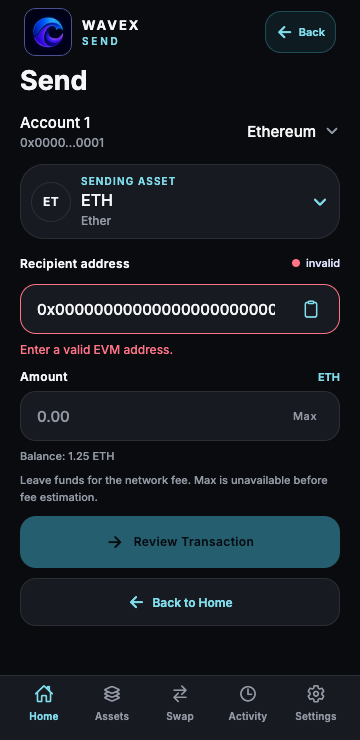 WAVEX
SEND
Back
Send
Account 1
0x0000...0001
Ethereum
SENDING ASSET
ET
ETH
Ether
Recipient address
invalid
Enter a valid EVM address.
Amount
ETH
0.00
Max
Balance: 1.25 ETH
Leave funds for the network fee. Max is unavailable before
fee estimation.
Review Transaction
Back to Home
Home
Assets
Swap
Activity
Settings